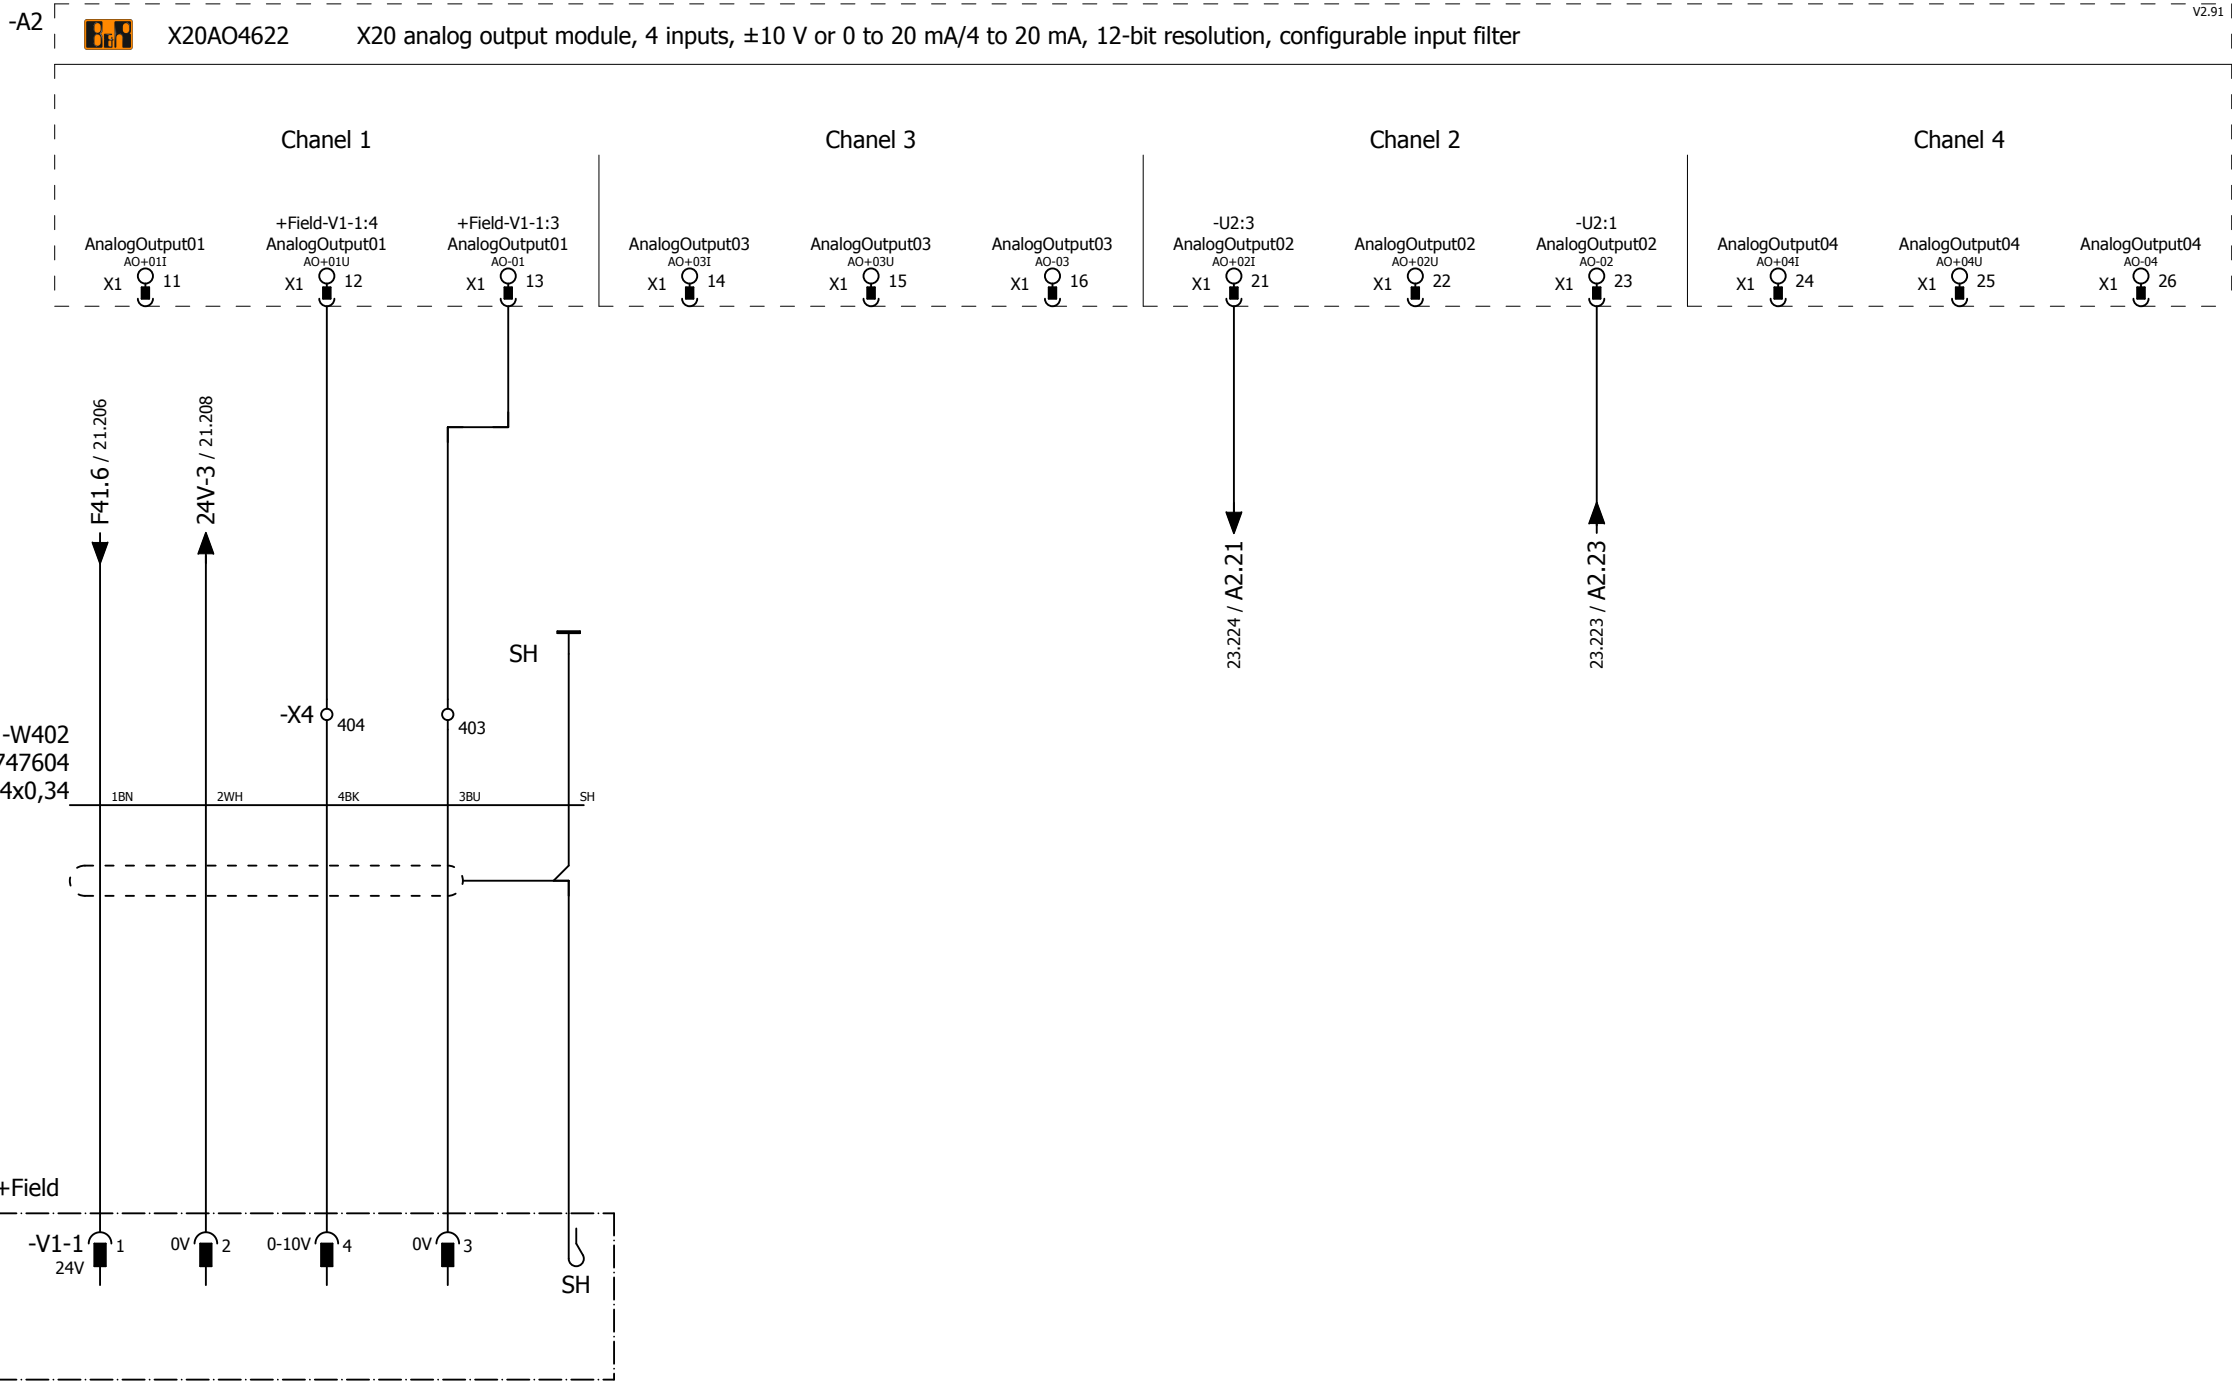 -A2
B&R X20AO4622 X20 analog output module, 4 inputs, ±10 V or 0 to 20 mA/4 to 20 mA, 12-bit resolution, configurable input filter V2.91
Chanel 1 Chanel 3 Chanel 2 Chanel 4
+Field-V1-1:4 +Field-V1-1:3 -U2:3 -U2:1
AnalogOutput01 AnalogOutput01 AnalogOutput01 AnalogOutput03 AnalogOutput03 AnalogOutput03 AnalogOutput02 AnalogOutput02 AnalogOutput02 AnalogOutput04 AnalogOutput04 AnalogOutput04
AO+01I AO+01U AO-01 AO+03I AO+03U AO-03 AO+02I AO+02U AO-02 AO+04I AO+04U AO-04
X1 11 X1 12 X1 13 X1 14 X1 15 X1 16 X1 21 X1 22 X1 23 X1 24 X1 25 X1 26
F41.6 / 21.206
24V-3 / 21.208
23.224 / A2.21
23.223 / A2.23
SH
-X4 404 403
-W402
747604
4x0,34
1BN 2WH 4BK 3BU SH
+Field
-V1-1 1 0V 2 0-10V 4 0V 3
24V
SH